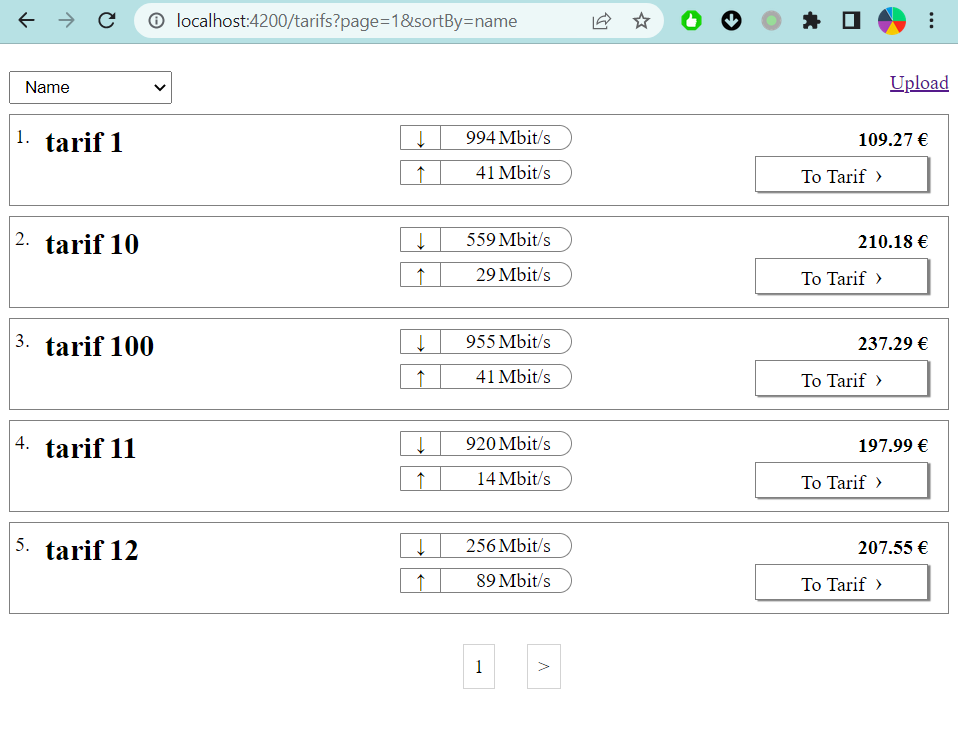 localhost:4200/tarifs?page=1&sortBy=name
Name
Upload
1. tarif 1
↓ 994 Mbit/s
↑ 41 Mbit/s
109.27 €
To Tarif ›
2. tarif 10
↓ 559 Mbit/s
↑ 29 Mbit/s
210.18 €
To Tarif ›
3. tarif 100
↓ 955 Mbit/s
↑ 41 Mbit/s
237.29 €
To Tarif ›
4. tarif 11
↓ 920 Mbit/s
↑ 14 Mbit/s
197.99 €
To Tarif ›
5. tarif 12
↓ 256 Mbit/s
↑ 89 Mbit/s
207.55 €
To Tarif ›
1 >